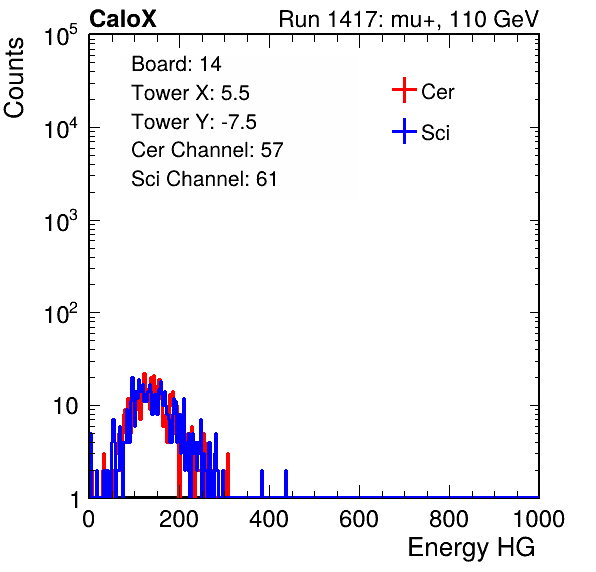 CaloX Run 1417: mu+, 110 GeV
Counts
10^5
10^4
10^3
10^2
10
1
Board: 14
Tower X: 5.5
Tower Y: -7.5
Cer Channel: 57
Sci Channel: 61
Cer
Sci
0 200 400 600 800 1000
Energy HG